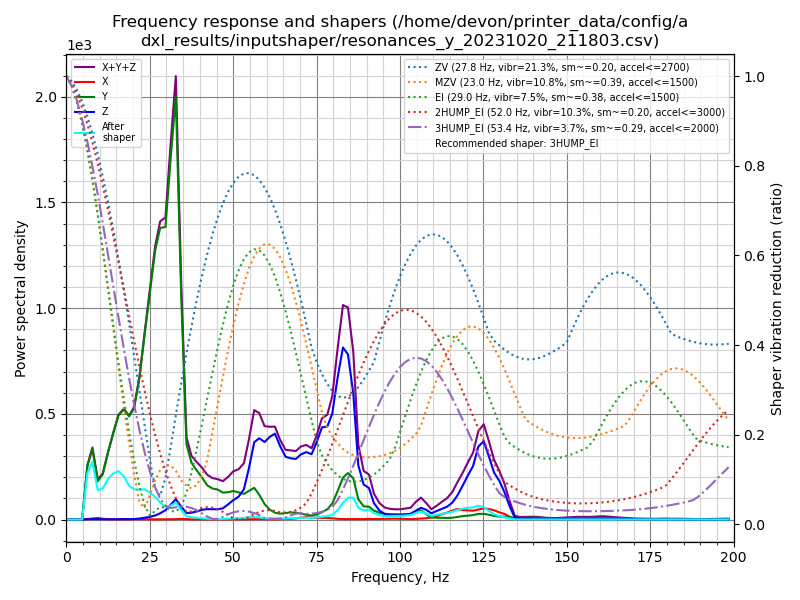 Frequency response and shapers (/home/devon/printer_data/config/a
dxl_results/inputshaper/resonances_y_20231020_211803.csv)
1e3
X+Y+Z
X
Y
Z
After
shaper
ZV (27.8 Hz, vibr=21.3%, sm~=0.20, accel<=2700)
MZV (23.0 Hz, vibr=10.8%, sm~=0.39, accel<=1500)
EI (29.0 Hz, vibr=7.5%, sm~=0.38, accel<=1500)
2HUMP_EI (52.0 Hz, vibr=10.3%, sm~=0.20, accel<=3000)
3HUMP_EI (53.4 Hz, vibr=3.7%, sm~=0.29, accel<=2000)
Recommended shaper: 3HUMP_EI
Power spectral density
2.0
1.5
1.0
0.5
0.0
1.0
0.8
0.6
0.4
0.2
0.0
Shaper vibration reduction (ratio)
0 25 50 75 100 125 150 175 200
Frequency, Hz